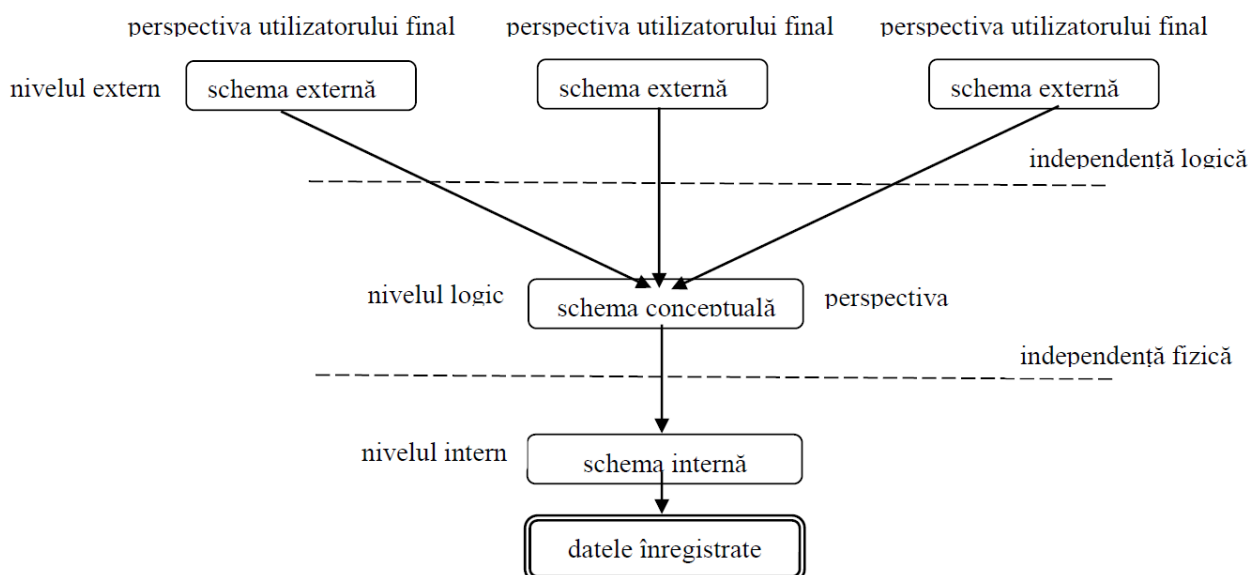 perspectiva utilizatorului final perspectiva utilizatorului final perspectiva utilizatorului final
nivelul extern schema externă schema externă schema externă
independență logică
nivelul logic schema conceptuală perspectiva
independență fizică
nivelul intern schema internă
datele înregistrate